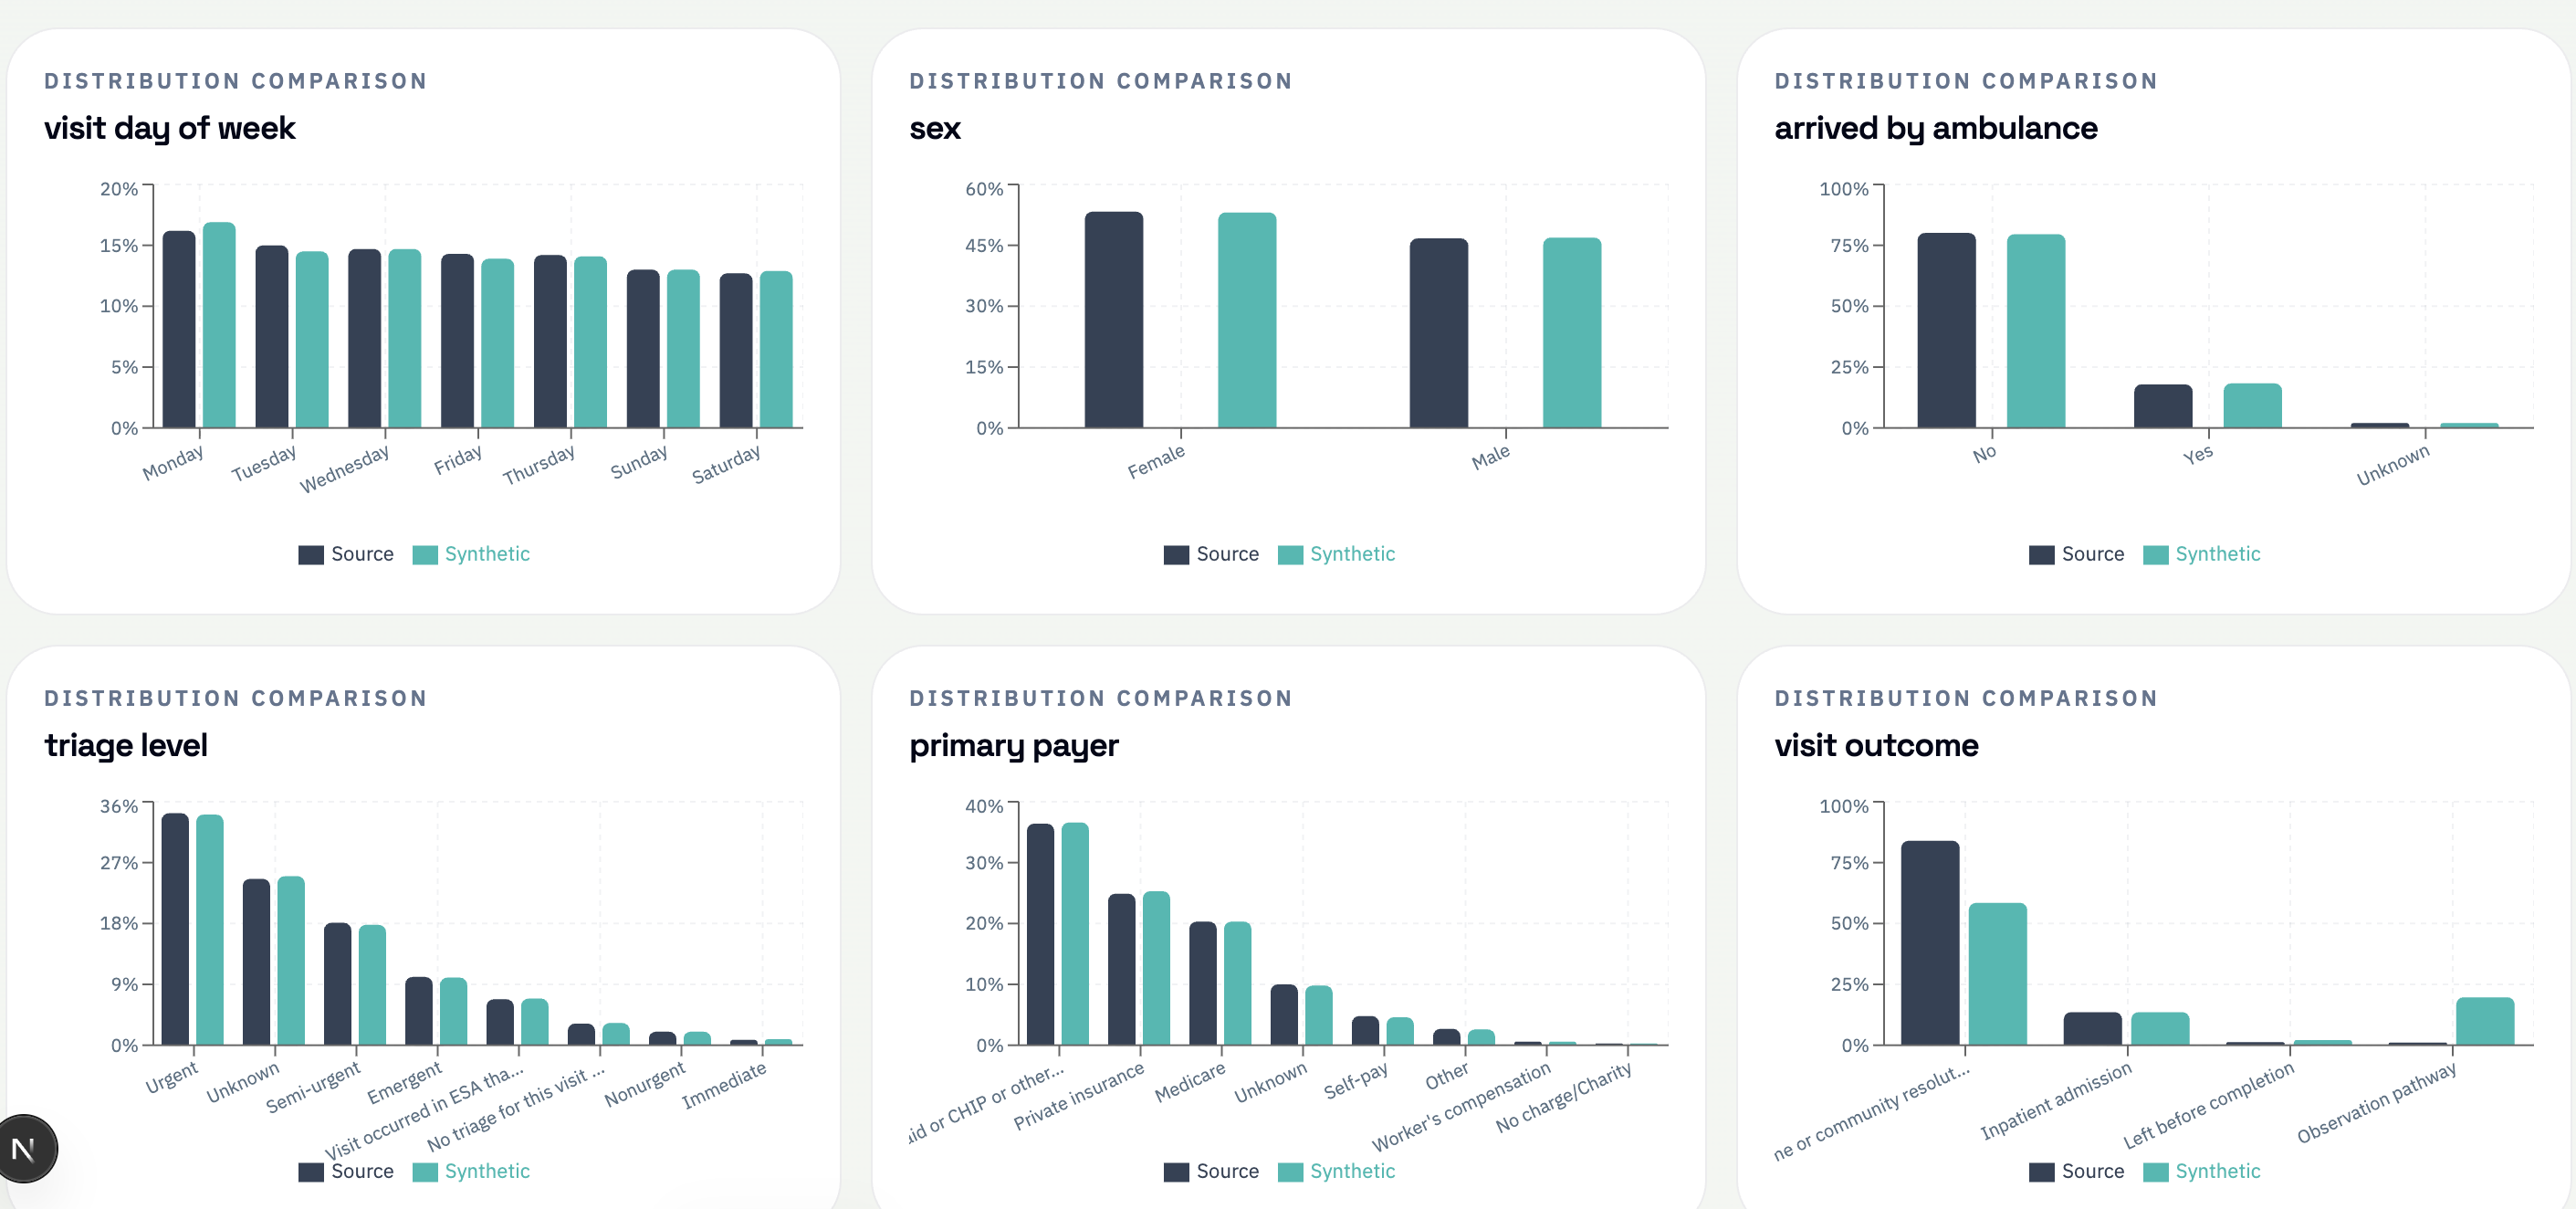 DISTRIBUTION COMPARISON
visit day of week
20%
15%
10%
5%
0%
Monday
Tuesday
Wednesday
Friday
Thursday
Sunday
Saturday
Source
Synthetic
DISTRIBUTION COMPARISON
sex
60%
45%
30%
15%
0%
Female
Male
Source
Synthetic
DISTRIBUTION COMPARISON
arrived by ambulance
100%
75%
50%
25%
0%
No
Yes
Unknown
Source
Synthetic
DISTRIBUTION COMPARISON
triage level
36%
27%
18%
9%
0%
Urgent
Unknown
Semi-urgent
Emergent
Visit occurred in ESA tha...
No triage for this visit ...
Nonurgent
Immediate
Source
Synthetic
N
DISTRIBUTION COMPARISON
primary payer
40%
30%
20%
10%
0%
aid or CHIP or other...
Private insurance
Medicare
Unknown
Self-pay
Other
Worker's compensation
No charge/Charity
Source
Synthetic
DISTRIBUTION COMPARISON
visit outcome
100%
75%
50%
25%
0%
ne or community resolut...
Inpatient admission
Left before completion
Observation pathway
Source
Synthetic